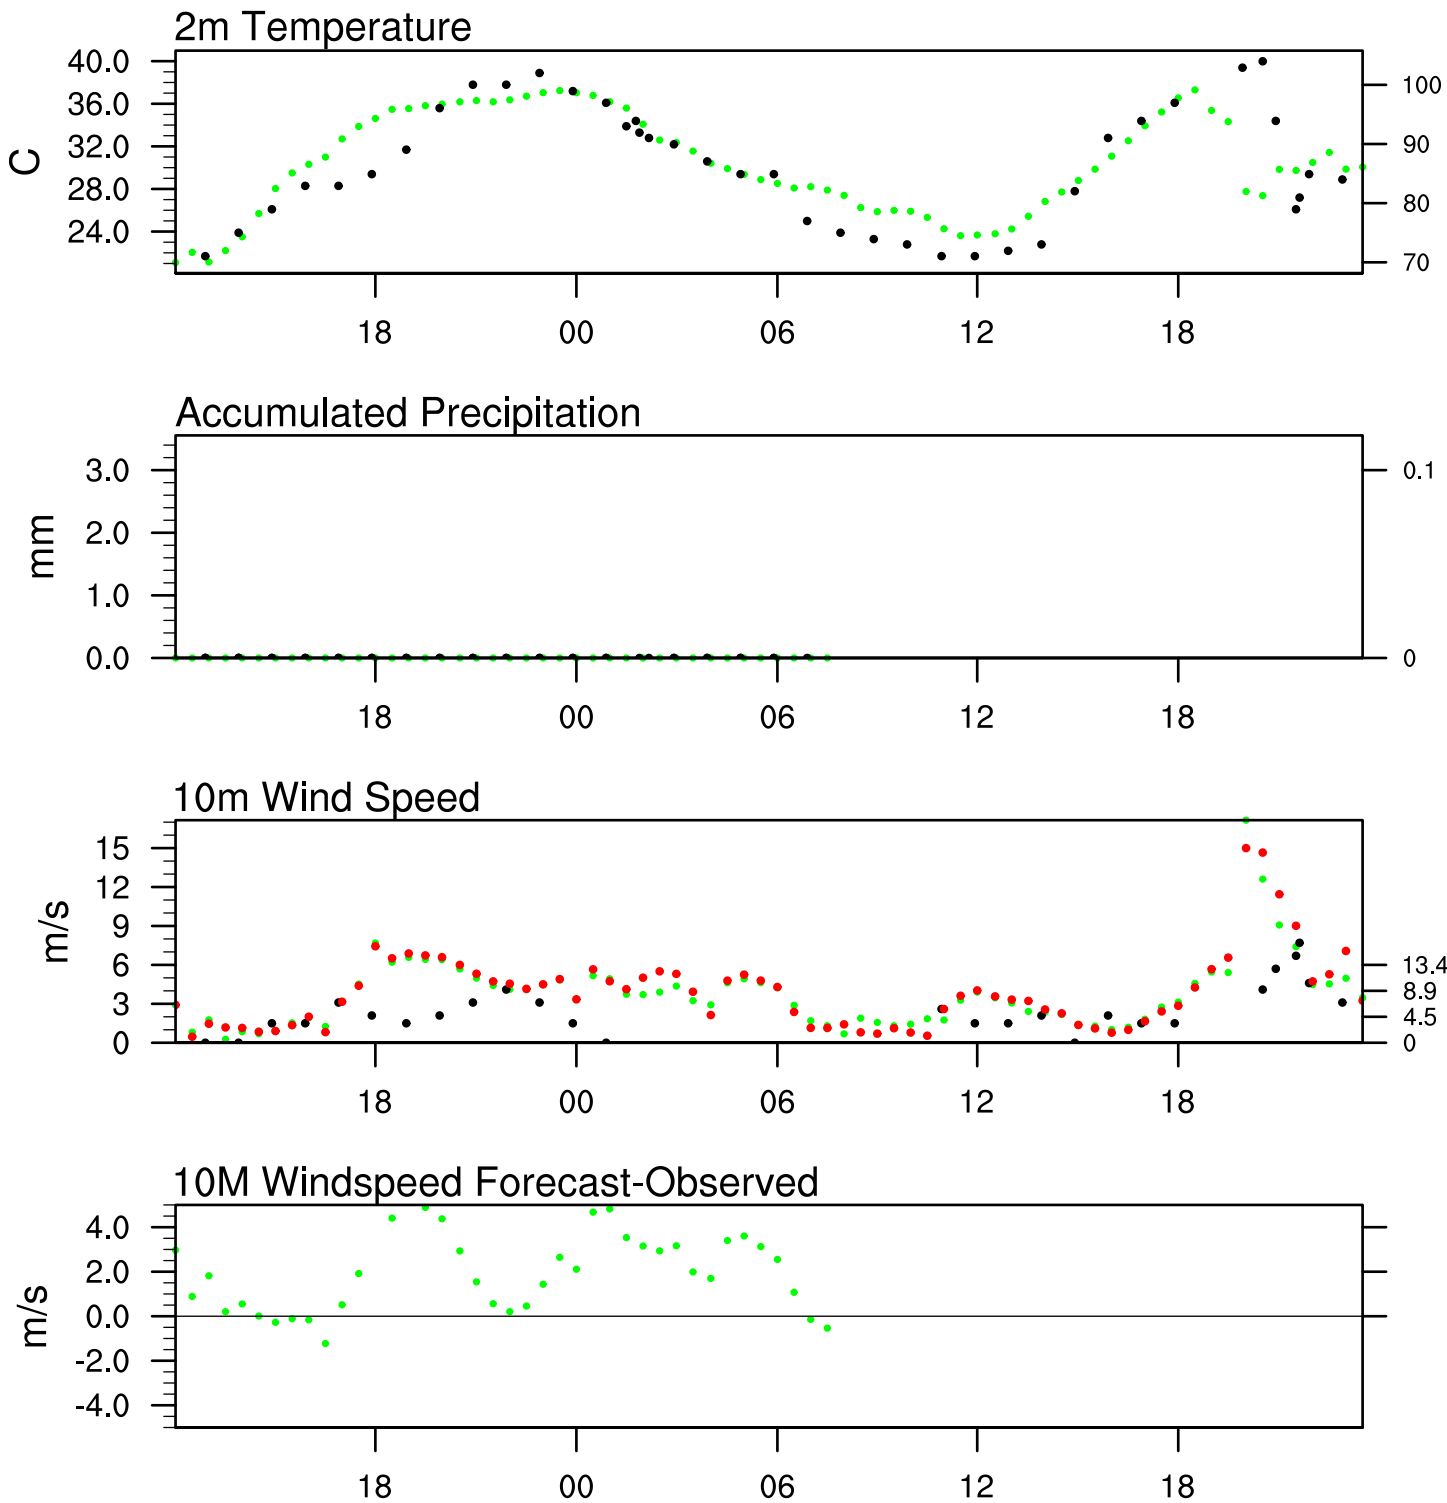 2m Temperature
40.0
36.0
32.0
28.0
24.0
C
100
90
80
70
18 00 06 12 18
Accumulated Precipitation
3.0
2.0
1.0
0.0
mm
0.1
0
18 00 06 12 18
10m Wind Speed
15
12
9
6
3
0
m/s
13.4
8.9
4.5
0
18 00 06 12 18
10M Windspeed Forecast-Observed
4.0
2.0
0.0
-2.0
-4.0
m/s
18 00 06 12 18